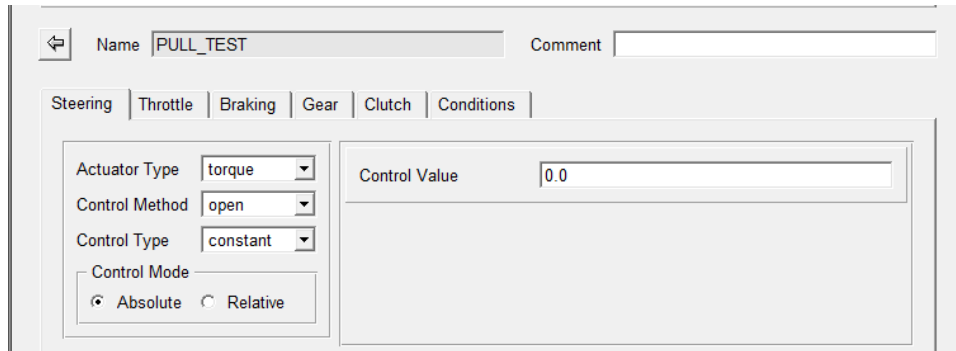 Name PULL_TEST Comment
Steering Throttle Braking Gear Clutch Conditions
Actuator Type torque
Control Method open
Control Type constant
Control Mode
Absolute Relative
Control Value 0.0